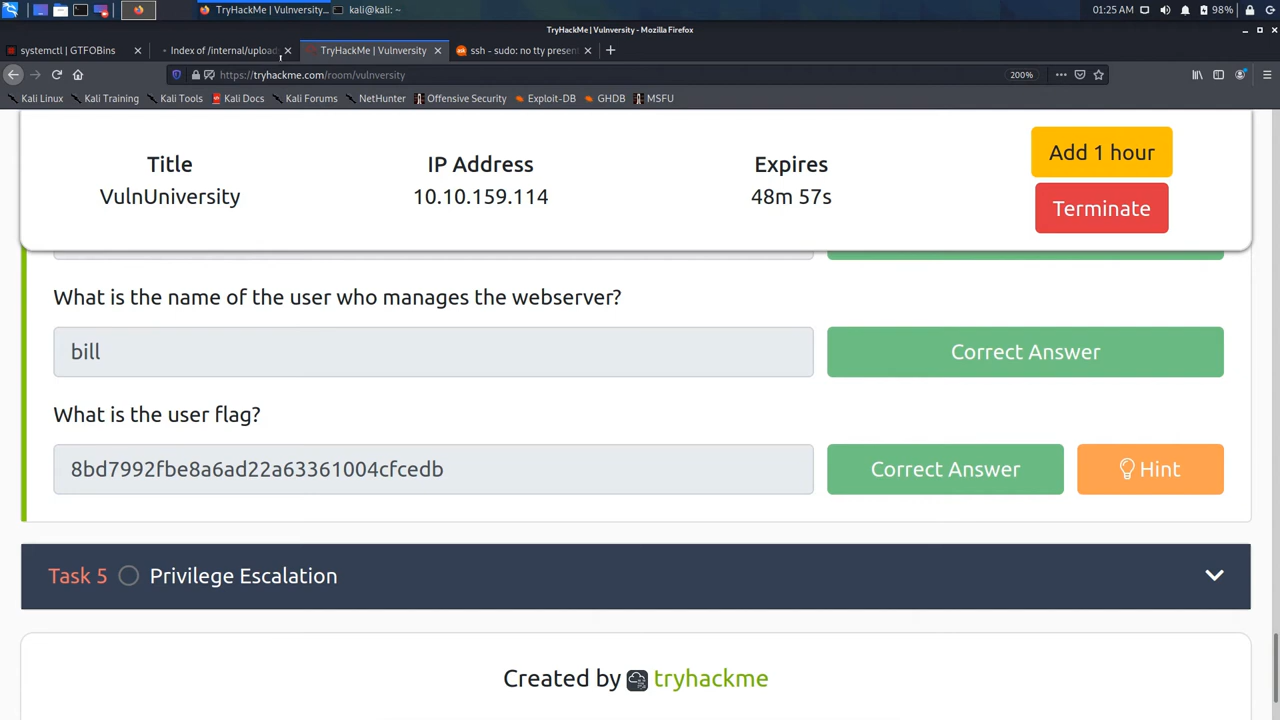 TryHackMe | Vulnversity...
kali@kali: ~
01:25 AM
98%
TryHackMe | Vulnversity - Mozilla Firefox
systemctl | GTFOBins
Index of /internal/upload
TryHackMe | Vulnversity
ssh - sudo: no tty present
https://tryhackme.com/room/vulnversity
200%
Kali Linux
Kali Training
Kali Tools
Kali Docs
Kali Forums
NetHunter
Offensive Security
Exploit-DB
GHDB
MSFU
Title
IP Address
Expires
Add 1 hour
VulnUniversity
10.10.159.114
48m 57s
Terminate
What is the name of the user who manages the webserver?
bill
Correct Answer
What is the user flag?
8bd7992fbe8a6ad22a63361004cfcedb
Correct Answer
Hint
Task 5
Privilege Escalation
Created by tryhackme